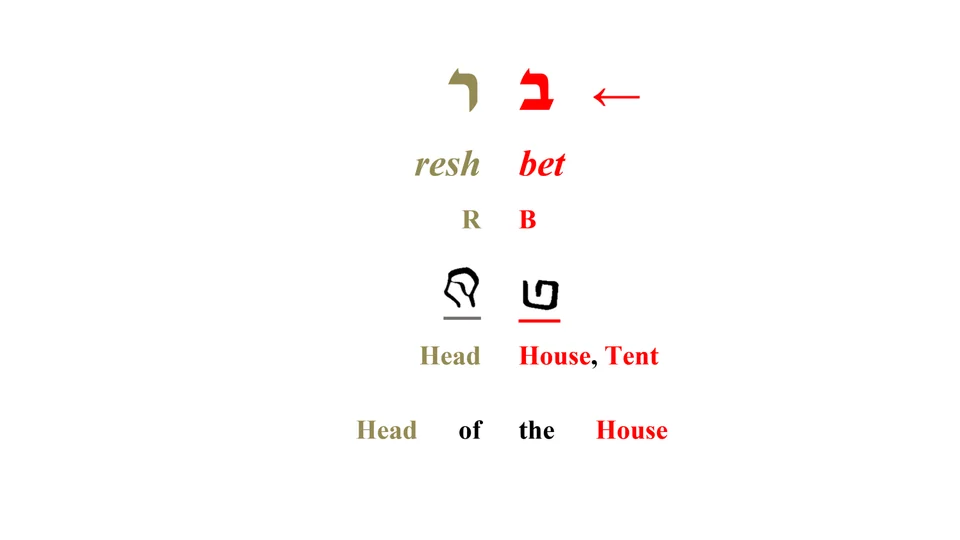 ב ר ←
resh bet
R B
Head House, Tent
Head of the House